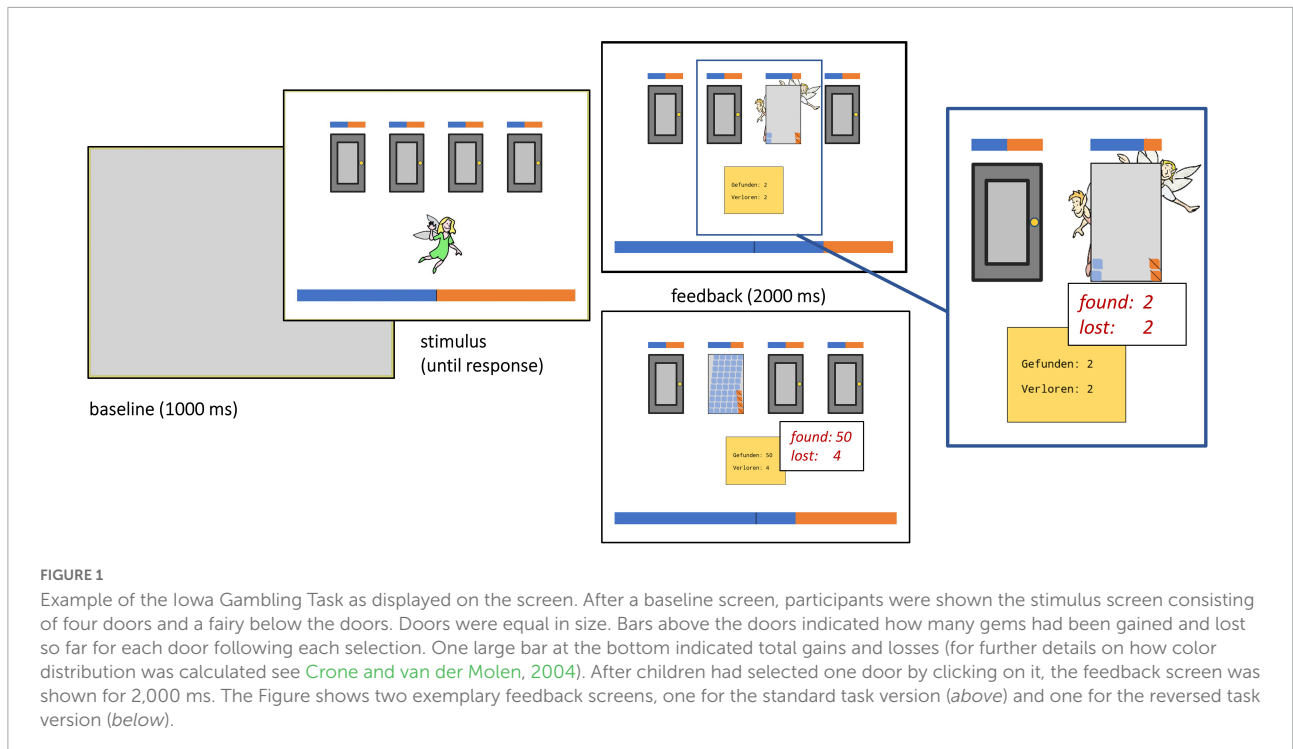 baseline (1000 ms)
stimulus
(until response)
Gefunden: 2
Verloren: 2
feedback (2000 ms)
Gefunden: 50
Verloren: 4
found: 50
lost: 4
found: 2
lost: 2
Gefunden: 2
Verloren: 2
FIGURE 1
Example of the Iowa Gambling Task as displayed on the screen. After a baseline screen, participants were shown the stimulus screen consisting
of four doors and a fairy below the doors. Doors were equal in size. Bars above the doors indicated how many gems had been gained and lost
so far for each door following each selection. One large bar at the bottom indicated total gains and losses (for further details on how color
distribution was calculated see Crone and van der Molen, 2004). After children had selected one door by clicking on it, the feedback screen was
shown for 2,000 ms. The Figure shows two exemplary feedback screens, one for the standard task version (above) and one for the reversed task
version (below).